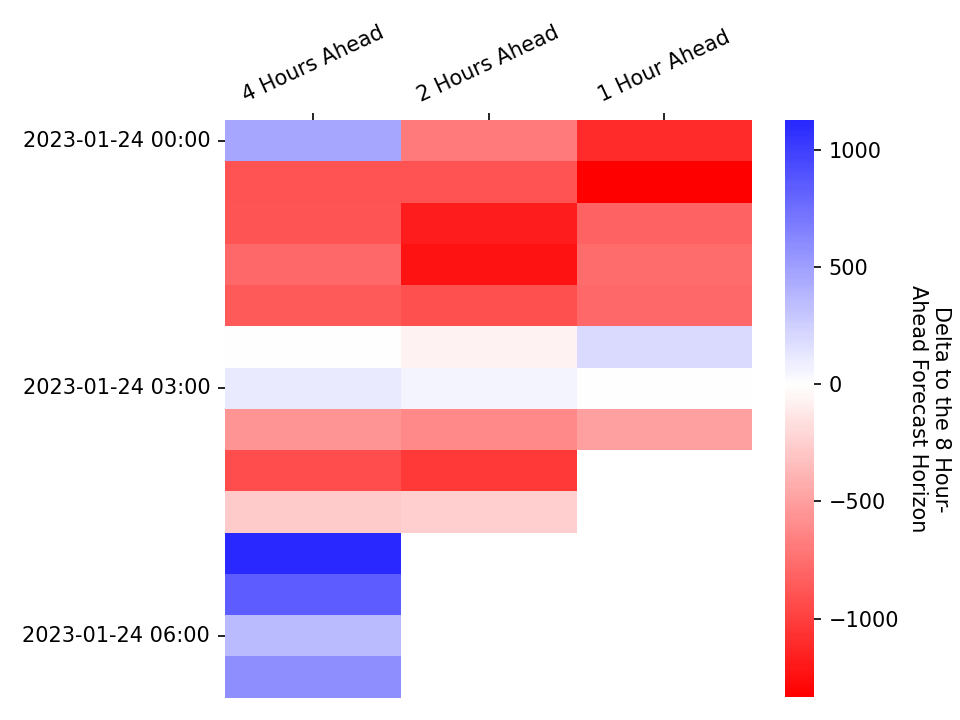 4 Hours Ahead
2 Hours Ahead
1 Hour Ahead
2023-01-24 00:00
2023-01-24 03:00
2023-01-24 06:00
1000
500
0
−500
−1000
Delta to the 8 Hour-
Ahead Forecast Horizon